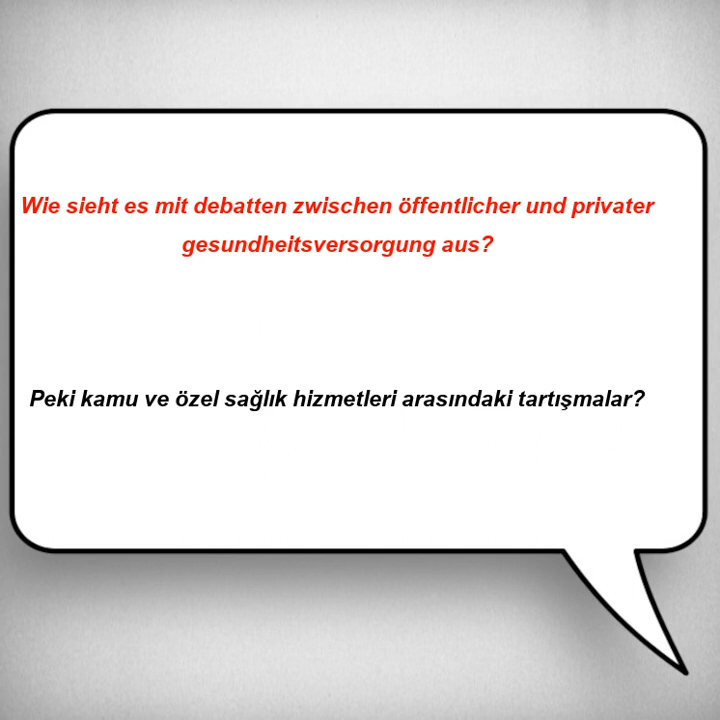 Wie sieht es mit debatten zwischen öffentlicher und privater
gesundheitsversorgung aus?
Peki kamu ve özel sağlık hizmetleri arasındaki tartışmalar?